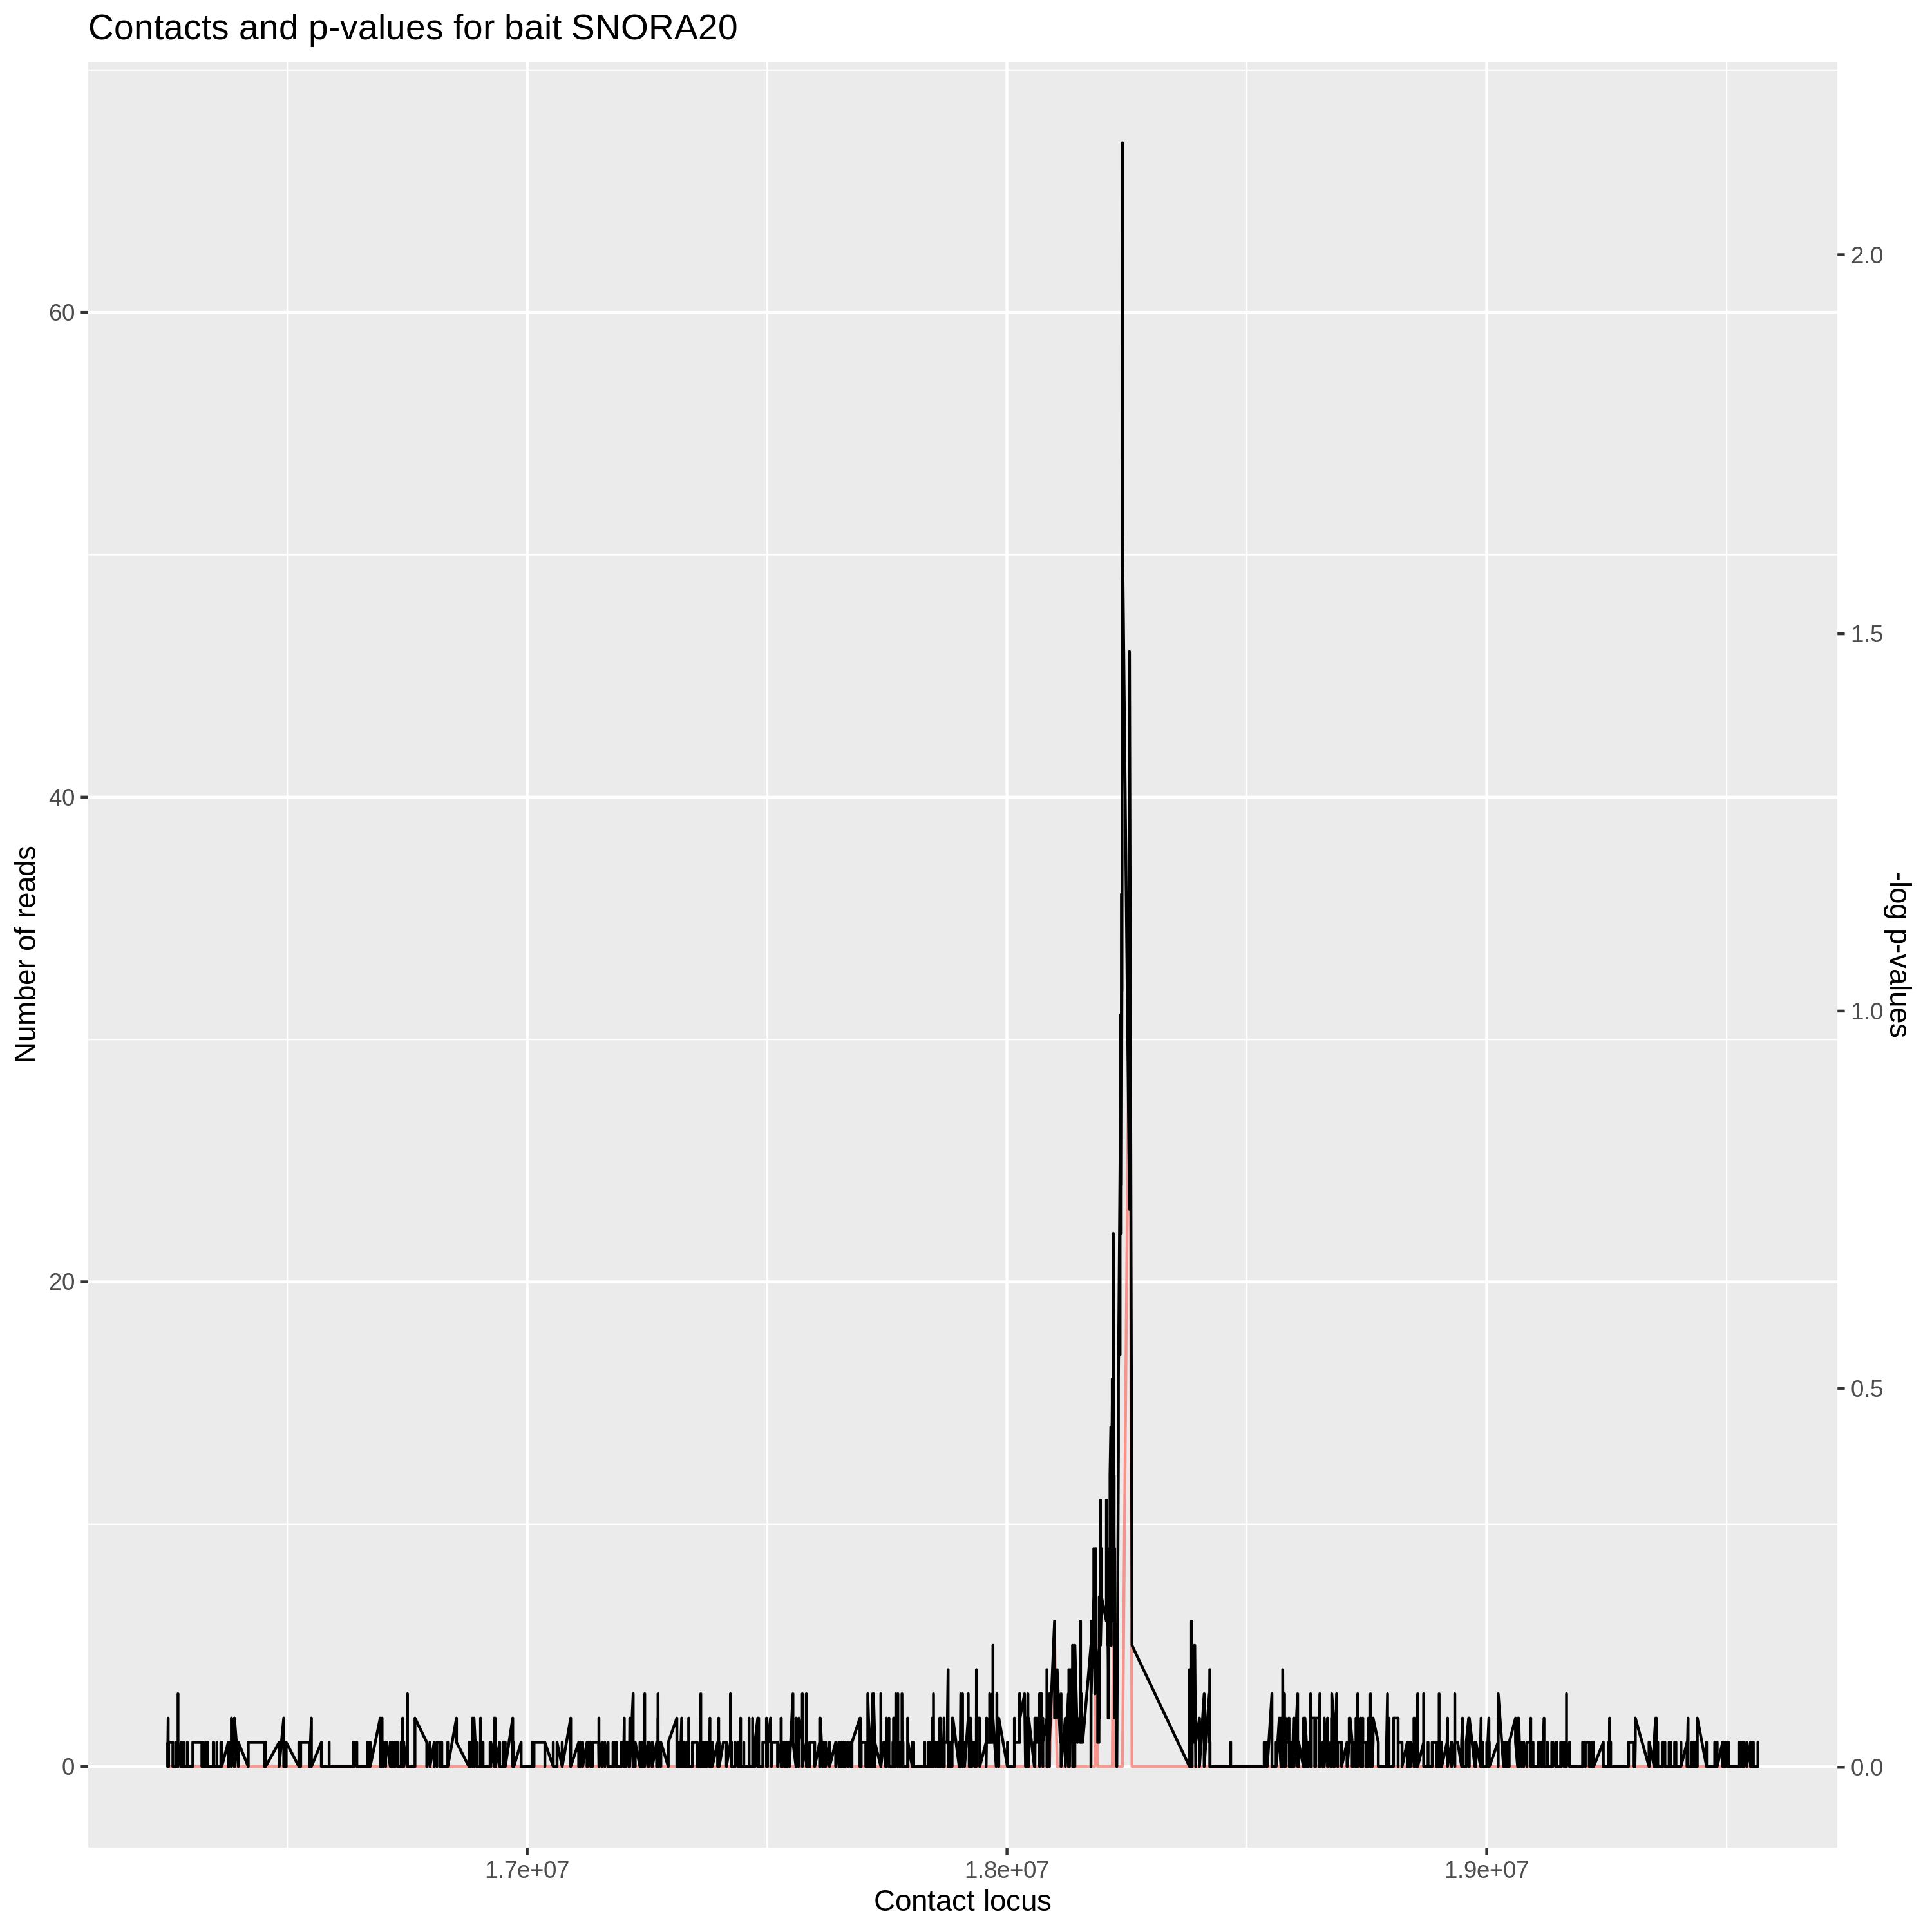 Contacts and p-values for bait SNORA20
Number of reads
60
40
20
0
2.0
1.5
1.0
0.5
0.0
-log p-values
1.7e+07
1.8e+07
1.9e+07
Contact locus